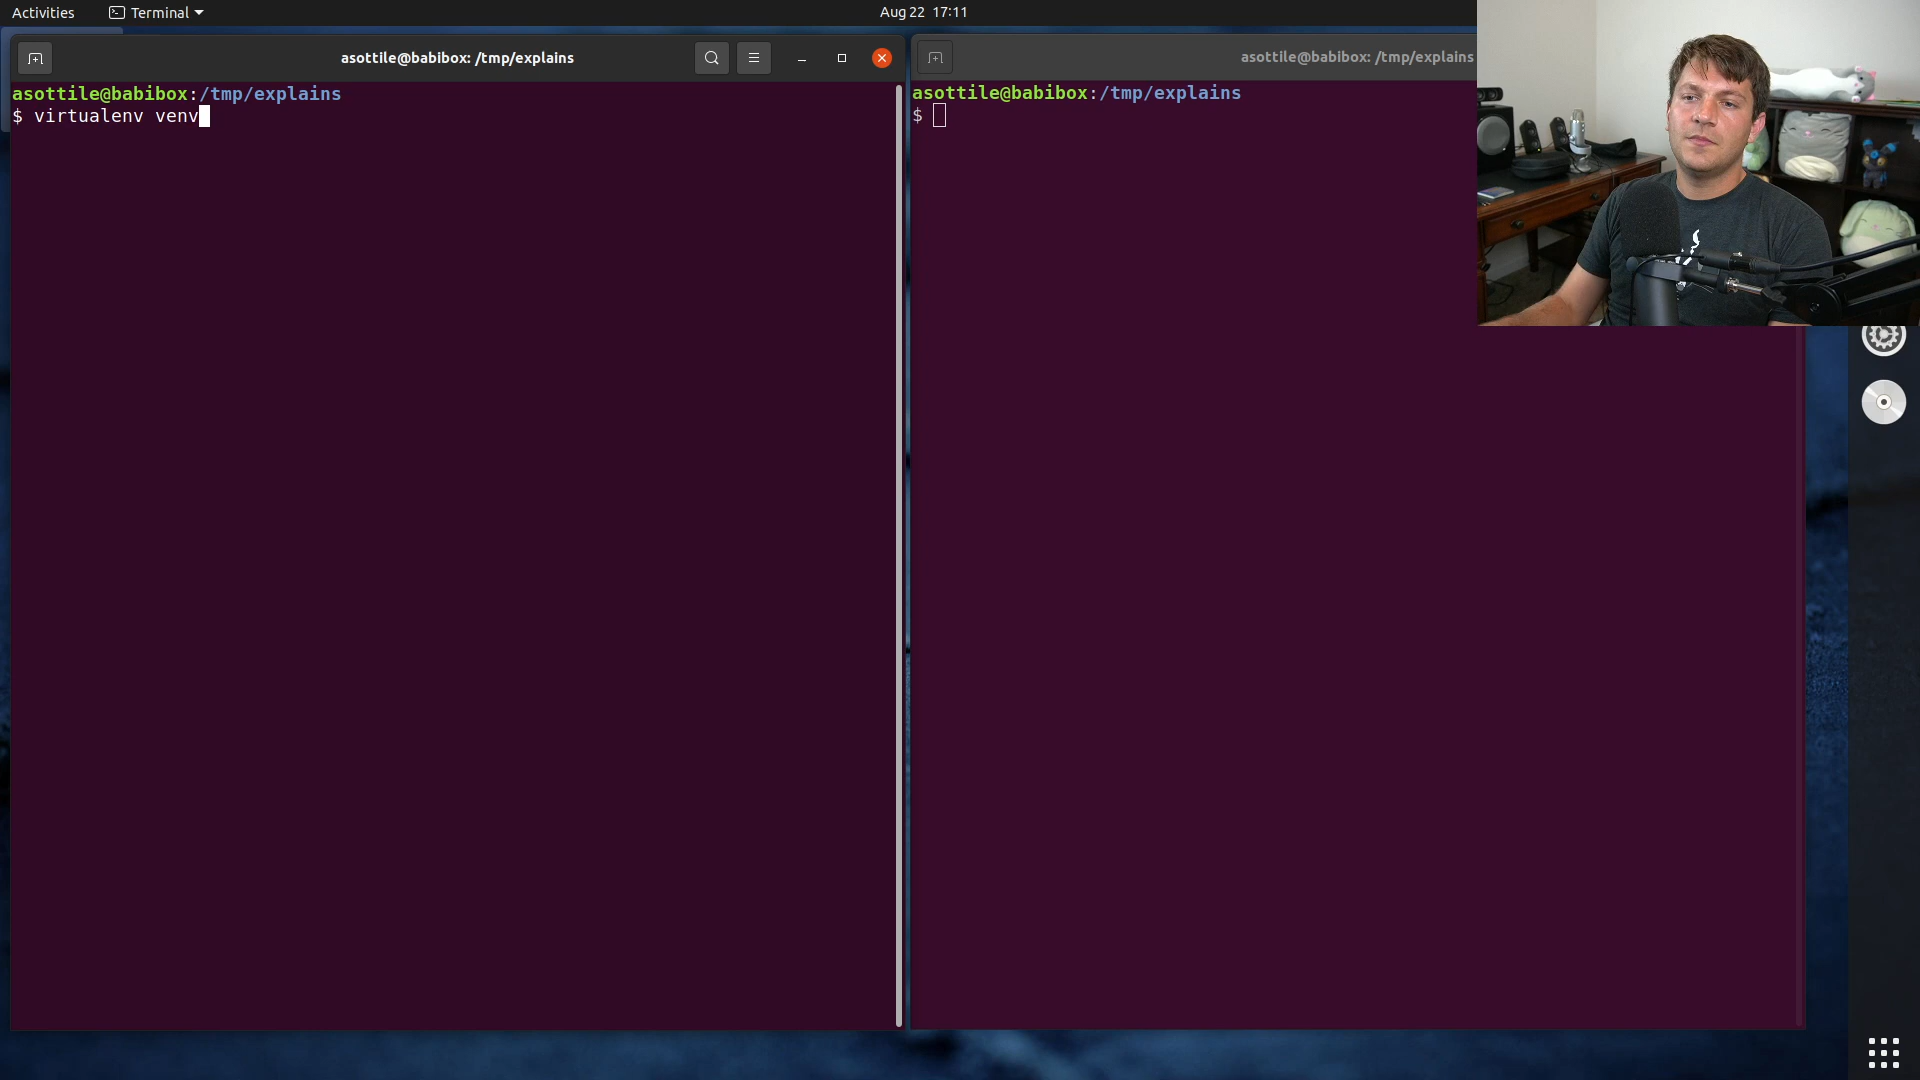 Activities
Terminal
Aug 22 17:11
asottile@babibox: /tmp/explains
asottile@babibox:/tmp/explains
$ virtualenv venv
asottile@babibox: /tmp/explains
asottile@babibox:/tmp/explains
$